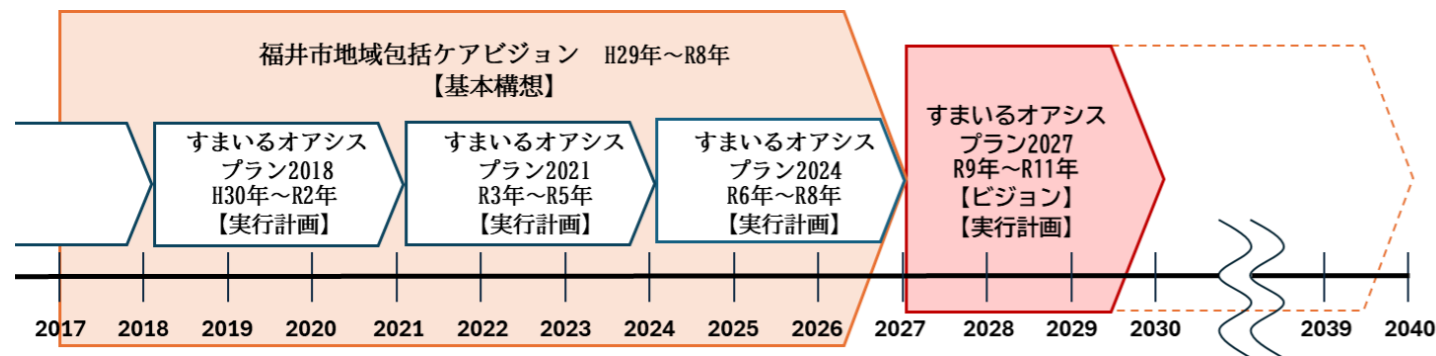 福井市地域包括ケアビジョン　H29年～R8年
【基本構想】
すまいるオアシス
プラン2018
H30年～R2年
【実行計画】
すまいるオアシス
プラン2021
R3年～R5年
【実行計画】
すまいるオアシス
プラン2024
R6年～R8年
【実行計画】
すまいるオアシス
プラン2027
R9年～R11年
【ビジョン】
【実行計画】
2017 2018 2019 2020 2021 2022 2023 2024 2025 2026 2027 2028 2029 2030 2039 2040